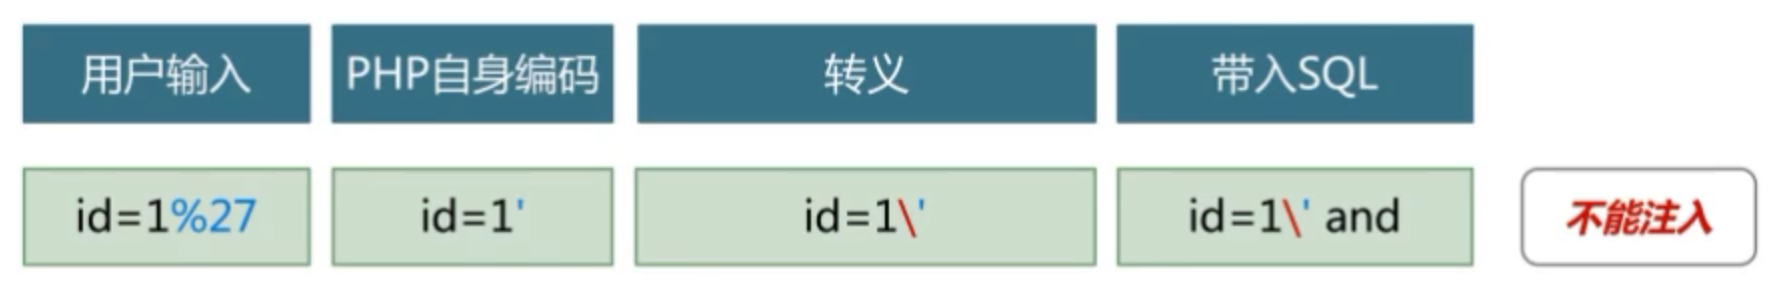 用户输入 PHP自身编码 转义 带入SQL
id=1%27 id=1' id=1\' id=1\' and 不能注入